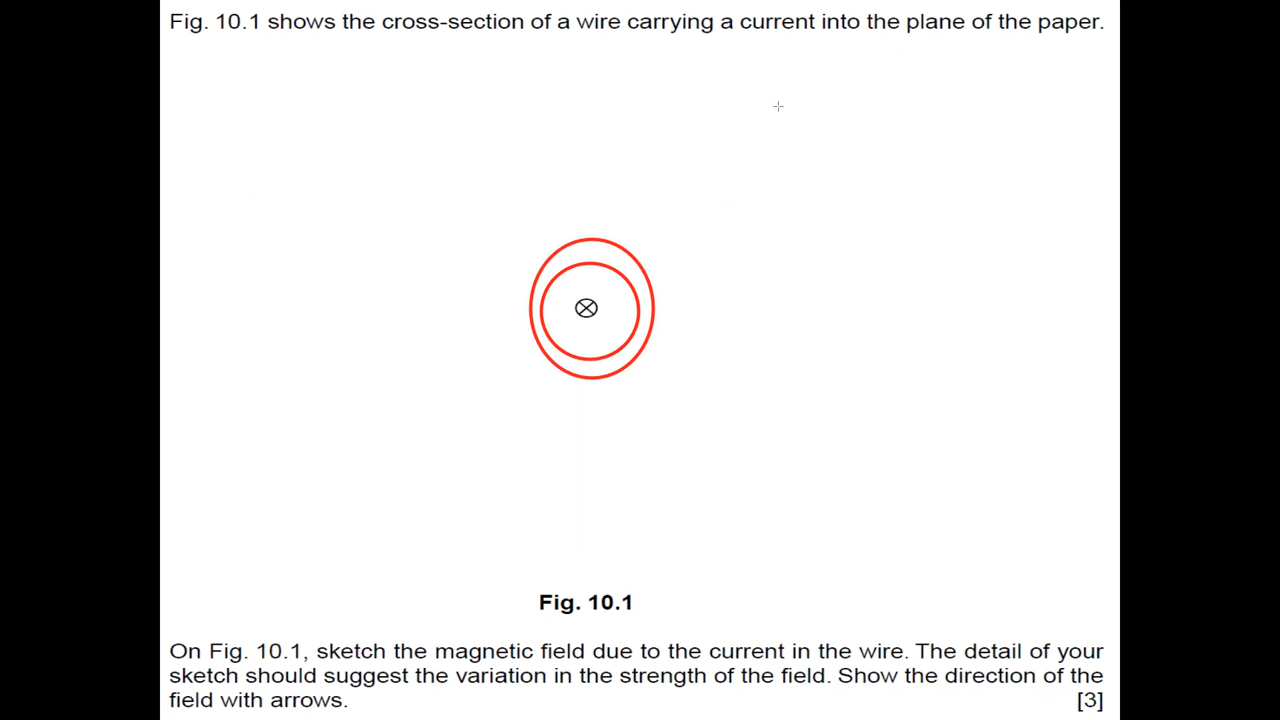 Fig. 10.1 shows the cross-section of a wire carrying a current into the plane of the paper.
Fig. 10.1
On Fig. 10.1, sketch the magnetic field due to the current in the wire. The detail of your
sketch should suggest the variation in the strength of the field. Show the direction of the
field with arrows. [3]